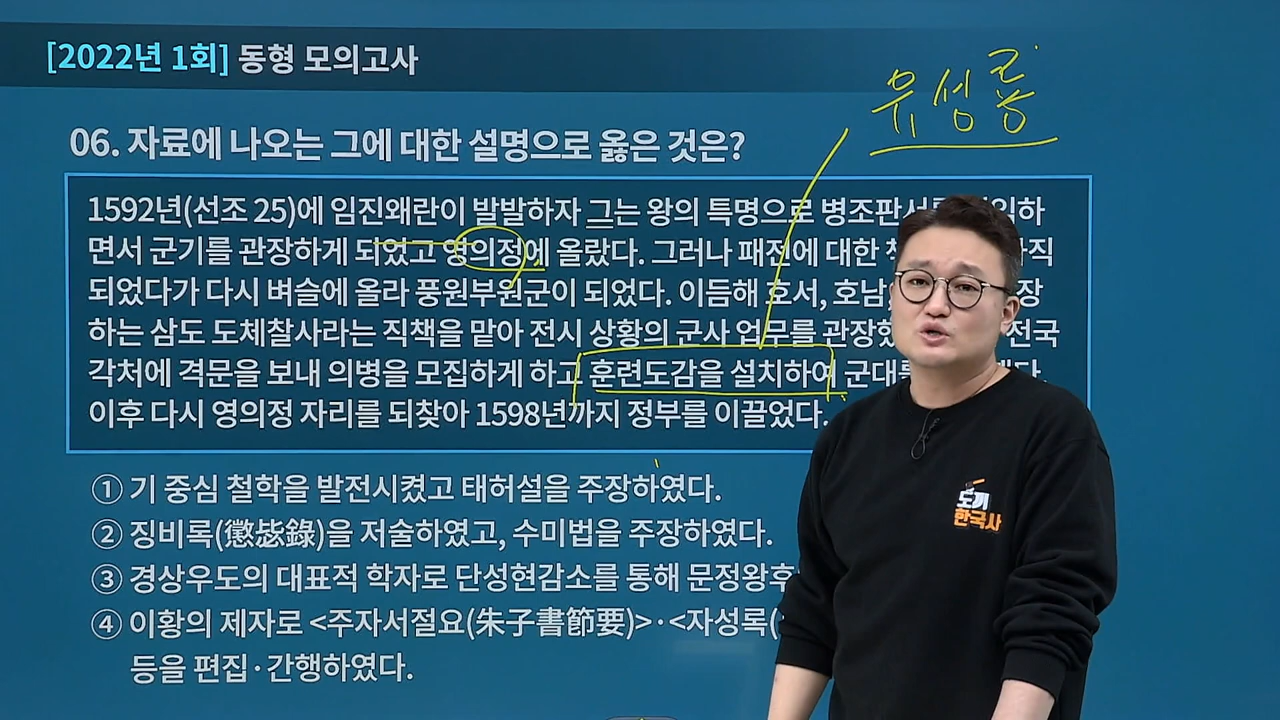 [2022년 1회] 동형 모의고사
유성룡
06. 자료에 나오는 그에 대한 설명으로 옳은 것은?
1592년(선조 25)에 임진왜란이 발발하자 그는 왕의 특명으로 병조판서를
면서 군기를 관장하게 되었고 영의정에 올랐다. 그러나 패전에 대한
되었다가 다시 벼슬에 올라 풍원부원군이 되었다. 이듬해 호서, 호남
하는 삼도 도체찰사라는 직책을 맡아 전시 상황의 군사 업무를 관장 전국
각처에 격문을 보내 의병을 모집하게 하고 훈련도감을 설치하여 군대를
이후 다시 영의정 자리를 되찾아 1598년까지 정부를 이끌었다.
① 기 중심 철학을 발전시켰고 태허설을 주장하였다.
② 징비록(懲毖錄)을 저술하였고, 수미법을 주장하였다.
③ 경상우도의 대표적 학자로 단성현감소를 통해 문정왕후
④ 이황의 제자로 <주자서절요(朱子書節要)>·<자성록(
등을 편집·간행하였다.
도끼
한국사